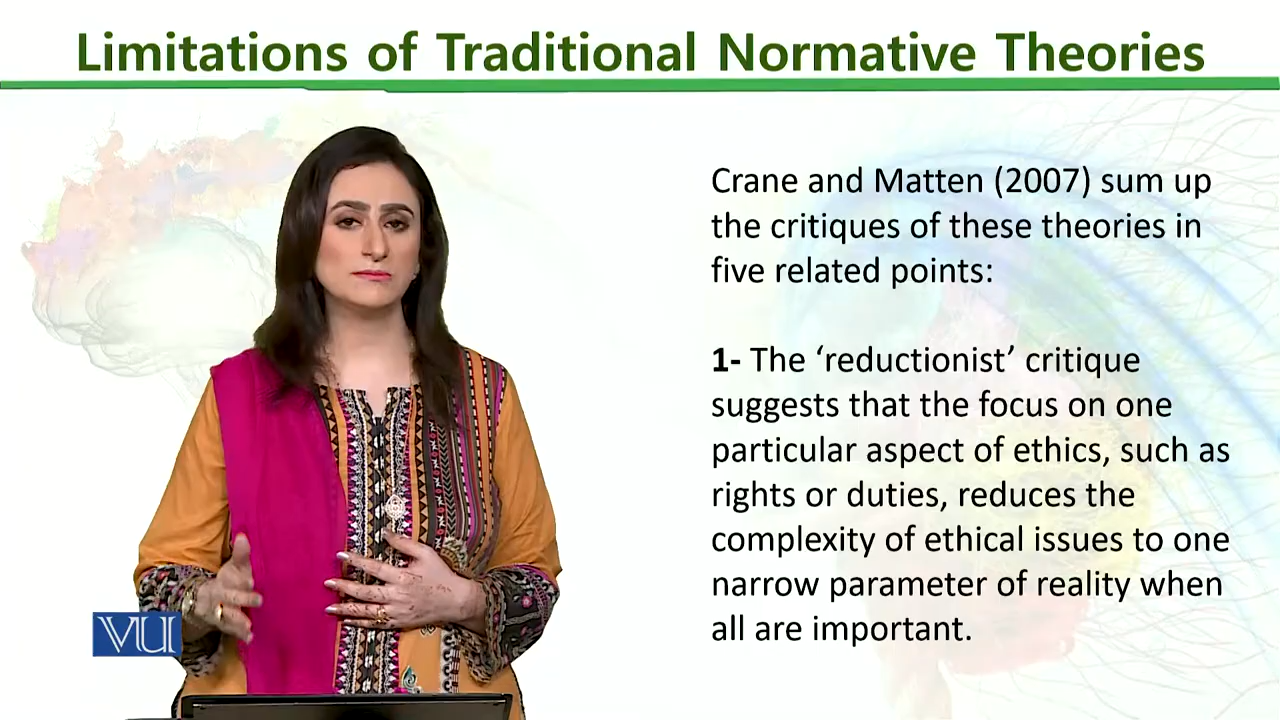 Limitations of Traditional Normative Theories
Crane and Matten (2007) sum up
the critiques of these theories in
five related points:
1- The ‘reductionist’ critique
suggests that the focus on one
particular aspect of ethics, such as
rights or duties, reduces the
complexity of ethical issues to one
narrow parameter of reality when
all are important.
VU